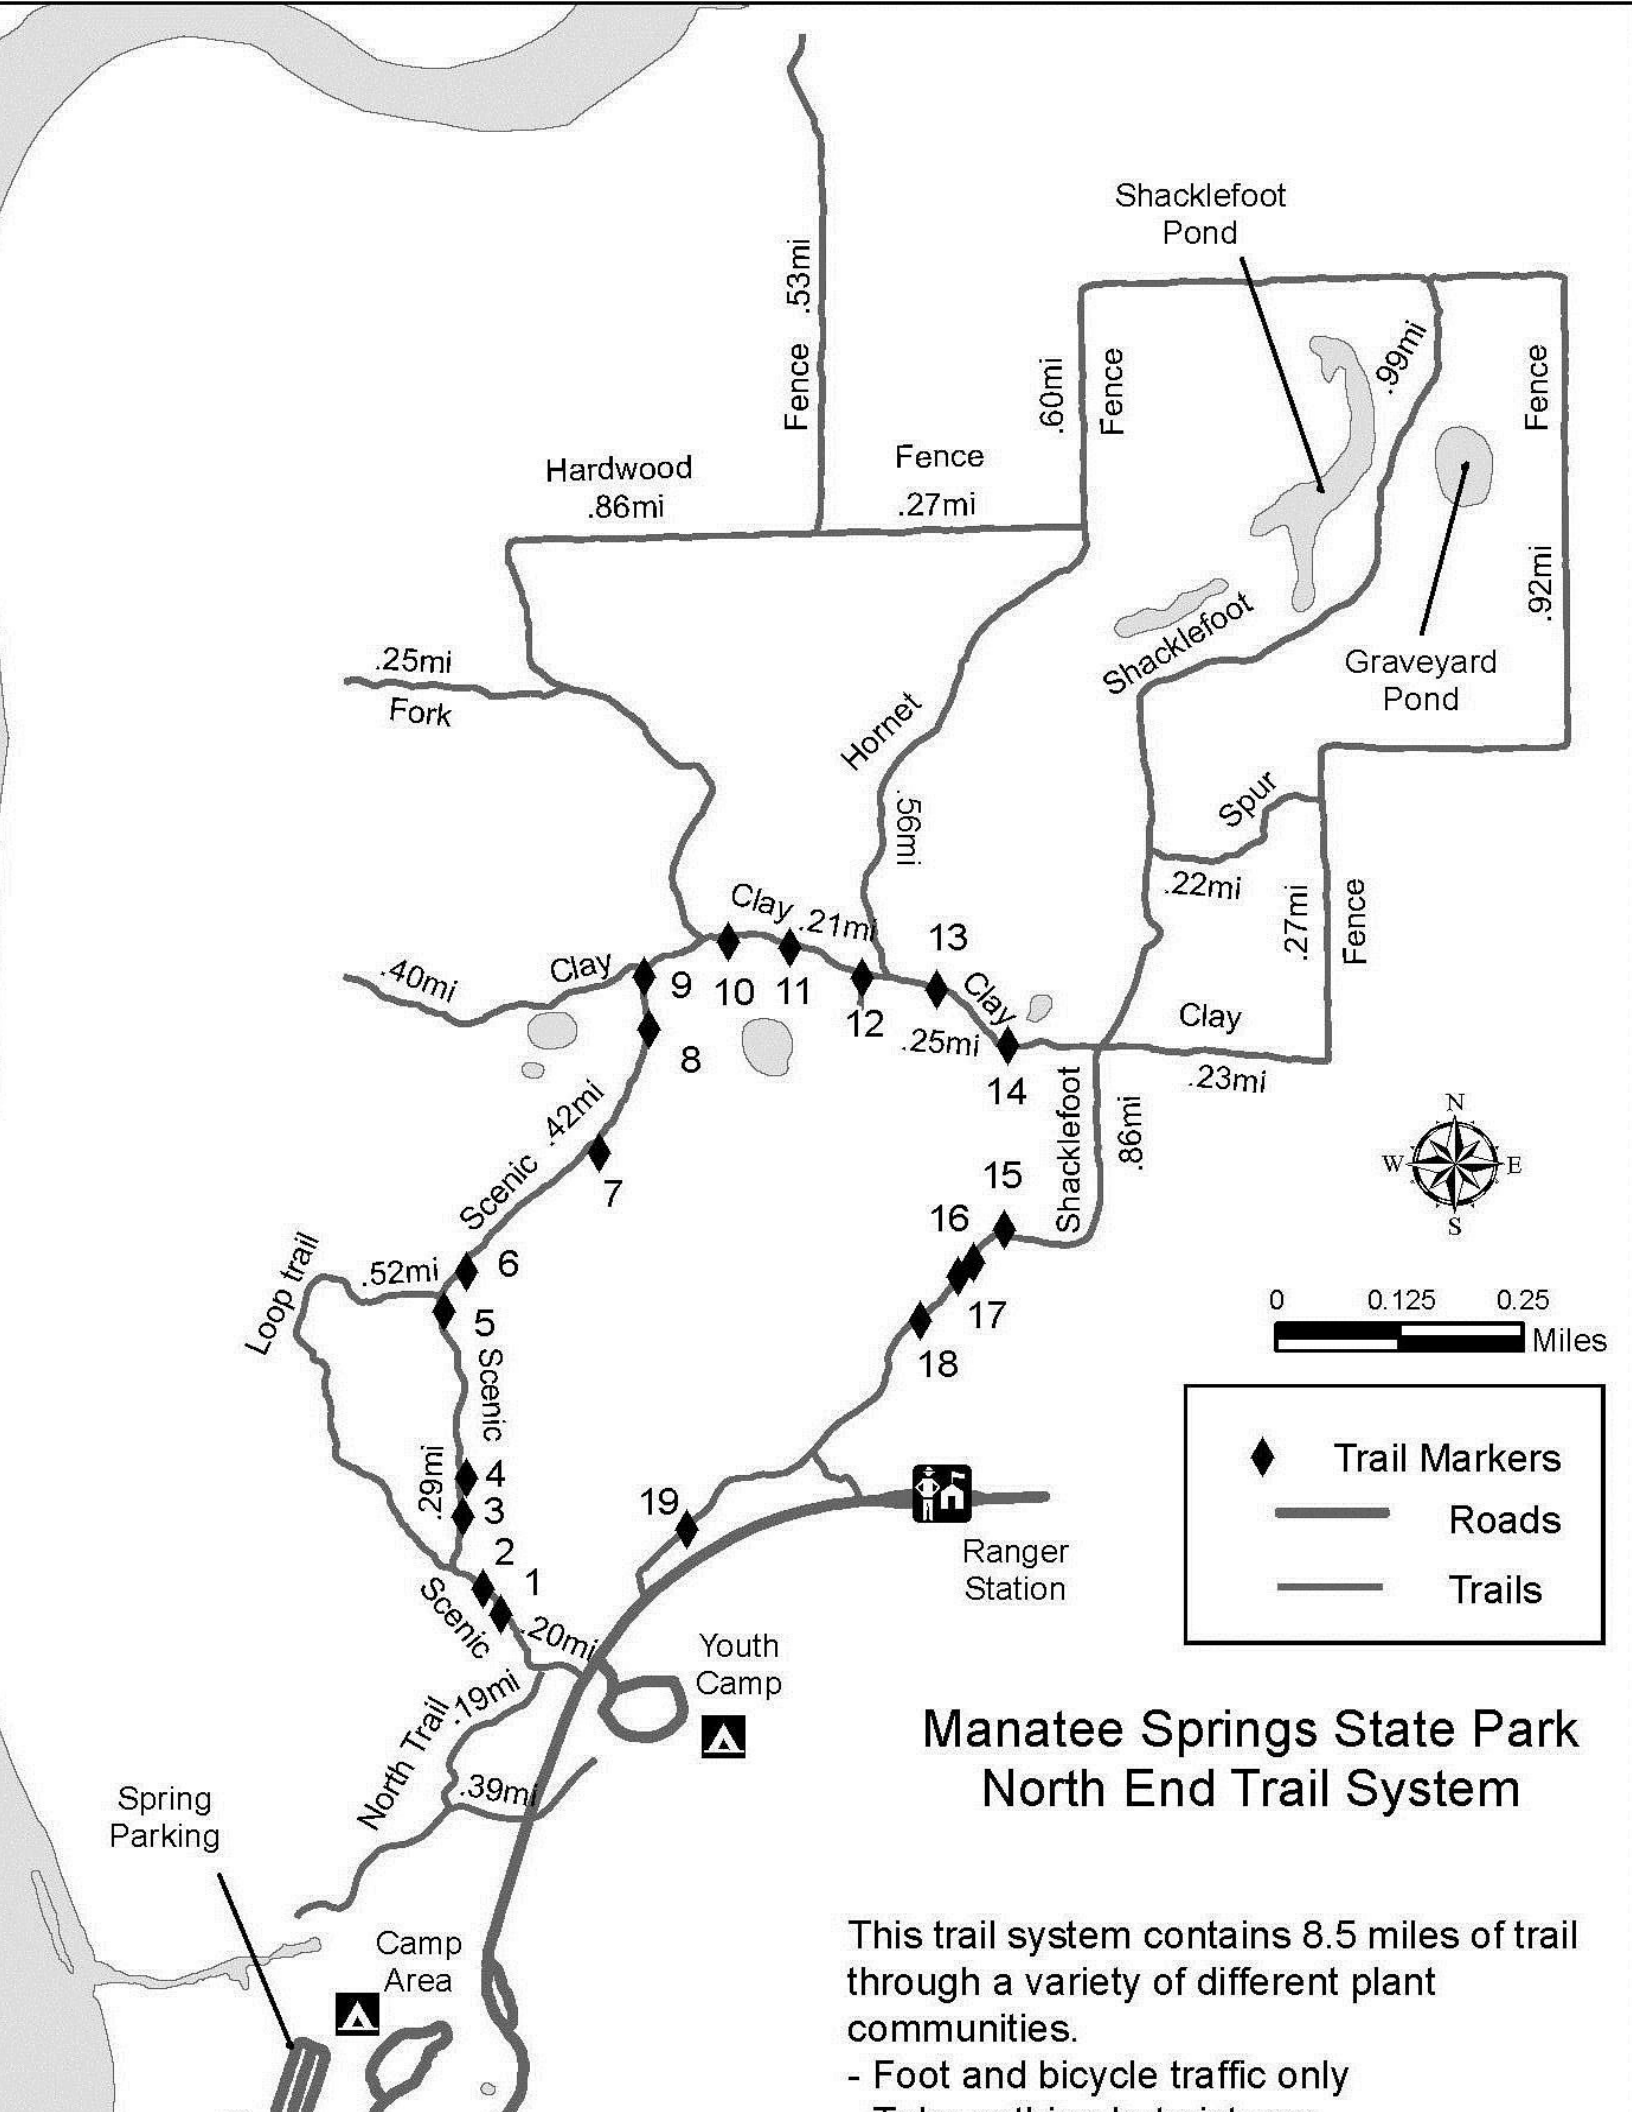 Shacklefoot
Pond
.53mi
Fence
.60mi
Fence
.99mi
Fence
Hardwood
.86mi
Fence
.27mi
.92mi
Shacklefoot
Graveyard
Pond
.25mi
Fork
Hornet
.56mi
Spur
.22mi
.27mi
Fence
Clay .21mi
13
.40mi
Clay
9
10
11
12
Clay
.25mi
Clay
.23mi
8
14
Shacklefoot
.86mi
N
W
E
S
.42mi
Scenic
7
15
16
17
18
Loop trail
.52mi
6
5
Scenic
.29mi
4
3
2
1
Scenic
.20mi
19
0 0.125 0.25
Miles
Trail Markers
Roads
Trails
Ranger
Station
Youth
Camp
North Trail
.19mi
.39mi
Manatee Springs State Park
North End Trail System
Spring
Parking
Camp
Area
This trail system contains 8.5 miles of trail
through a variety of different plant
communities.
- Foot and bicycle traffic only